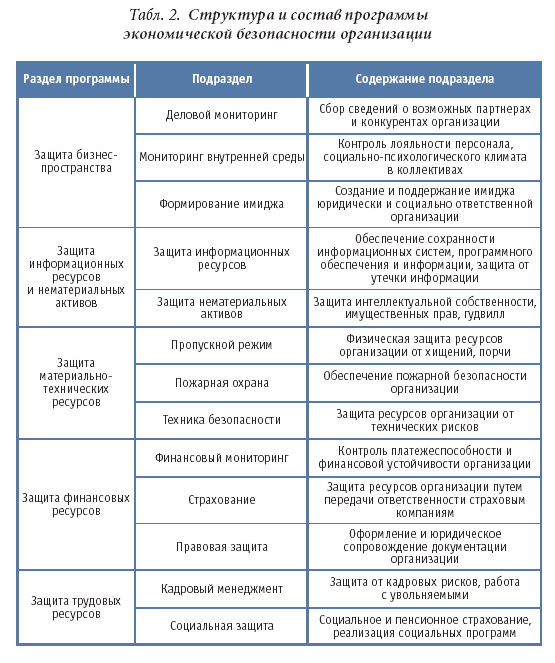 Табл. 2. Структура и состав программы
экономической безопасности организации
Раздел программы
Подраздел
Содержание подраздела
Защита бизнес-
пространства
Деловой мониторинг
Сбор сведений о возможных партнерах
и конкурентах организации
Мониторинг внутренней среды
Контроль лояльности персонала,
социально-психологического климата
в коллективах
Формирование имиджа
Создание и поддержание имиджа
юридически и социально ответственной
организации
Защита
информационных
ресурсов
и нематериальных
активов
Защита информационных
ресурсов
Обеспечение сохранности
информационных систем, программного
обеспечения и информации, защита от
утечки информации
Защита нематериальных
активов
Защита интеллектуальной собственности,
имущественных прав, гудвилл
Защита
материально-
технических
ресурсов
Пропускной режим
Физическая защита ресурсов
организации от хищений, порчи
Пожарная охрана
Обеспечение пожарной безопасности
организации
Техника безопасности
Защита ресурсов организации от
технических рисков
Защита финансовых
ресурсов
Финансовый мониторинг
Контроль платежеспособности и
финансовой устойчивости организации
Страхование
Защита ресурсов организации путем
передачи ответственности страховым
компаниям
Правовая защита
Оформление и юридическое
сопровождение документации
организации
Защита трудовых
ресурсов
Кадровый менеджмент
Защита от кадровых рисков, работа
с увольняемыми
Социальная защита
Социальное и пенсионное страхование,
реализация социальных программ